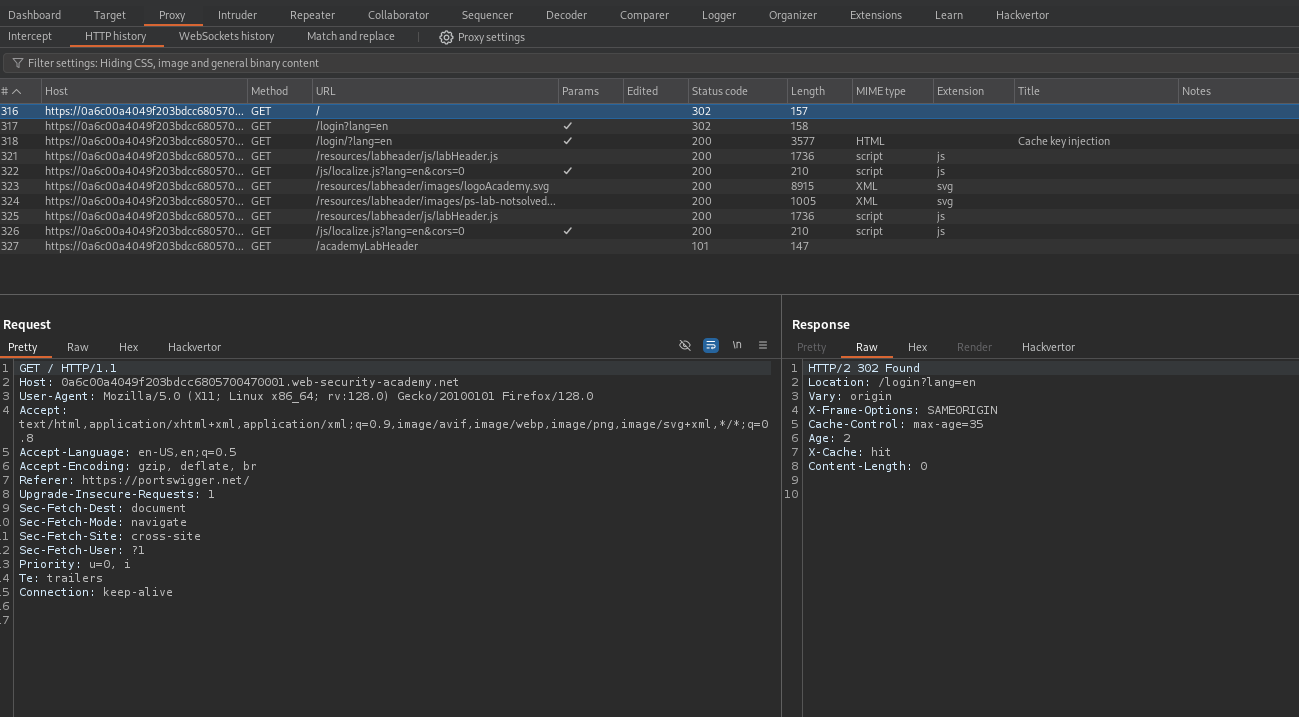 Dashboard Target Proxy Intruder Repeater Collaborator Sequencer Decoder Comparer Logger Organizer Extensions Learn Hackvertor
Intercept HTTP history WebSockets history Match and replace Proxy settings
Filter settings: Hiding CSS, image and general binary content
# Host Method URL Params Edited Status code Length MIME type Extension Title Notes
316 https://0a6c00a4049f203bdcc680570... GET / 302 157
317 https://0a6c00a4049f203bdcc680570... GET /login?lang=en ✓ 302 158
318 https://0a6c00a4049f203bdcc680570... GET /login/?lang=en ✓ 200 3577 HTML Cache key injection
321 https://0a6c00a4049f203bdcc680570... GET /resources/labheader/js/labHeader.js 200 1736 script js
322 https://0a6c00a4049f203bdcc680570... GET /js/localize.js?lang=en&cors=0 ✓ 200 210 script js
323 https://0a6c00a4049f203bdcc680570... GET /resources/labheader/images/logoAcademy.svg 200 8915 XML svg
324 https://0a6c00a4049f203bdcc680570... GET /resources/labheader/images/ps-lab-notsolved... 200 1005 XML svg
325 https://0a6c00a4049f203bdcc680570... GET /resources/labheader/js/labHeader.js 200 1736 script js
326 https://0a6c00a4049f203bdcc680570... GET /js/localize.js?lang=en&cors=0 ✓ 200 210 script js
327 https://0a6c00a4049f203bdcc680570... GET /academyLabHeader 101 147
Request
Pretty Raw Hex Hackvertor \n
1 GET / HTTP/1.1
2 Host: 0a6c00a4049f203bdcc6805700470001.web-security-academy.net
3 User-Agent: Mozilla/5.0 (X11; Linux x86_64; rv:128.0) Gecko/20100101 Firefox/128.0
4 Accept:
text/html,application/xhtml+xml,application/xml;q=0.9,image/avif,image/webp,image/png,image/svg+xml,*/*;q=0
.8
5 Accept-Language: en-US,en;q=0.5
6 Accept-Encoding: gzip, deflate, br
7 Referer: https://portswigger.net/
8 Upgrade-Insecure-Requests: 1
9 Sec-Fetch-Dest: document
.0 Sec-Fetch-Mode: navigate
.1 Sec-Fetch-Site: cross-site
.2 Sec-Fetch-User: ?1
.3 Priority: u=0, i
.4 Te: trailers
.5 Connection: keep-alive
.6
.7
Response
Pretty Raw Hex Render Hackvertor
1 HTTP/2 302 Found
2 Location: /login?lang=en
3 Vary: origin
4 X-Frame-Options: SAMEORIGIN
5 Cache-Control: max-age=35
6 Age: 2
7 X-Cache: hit
8 Content-Length: 0
9
10